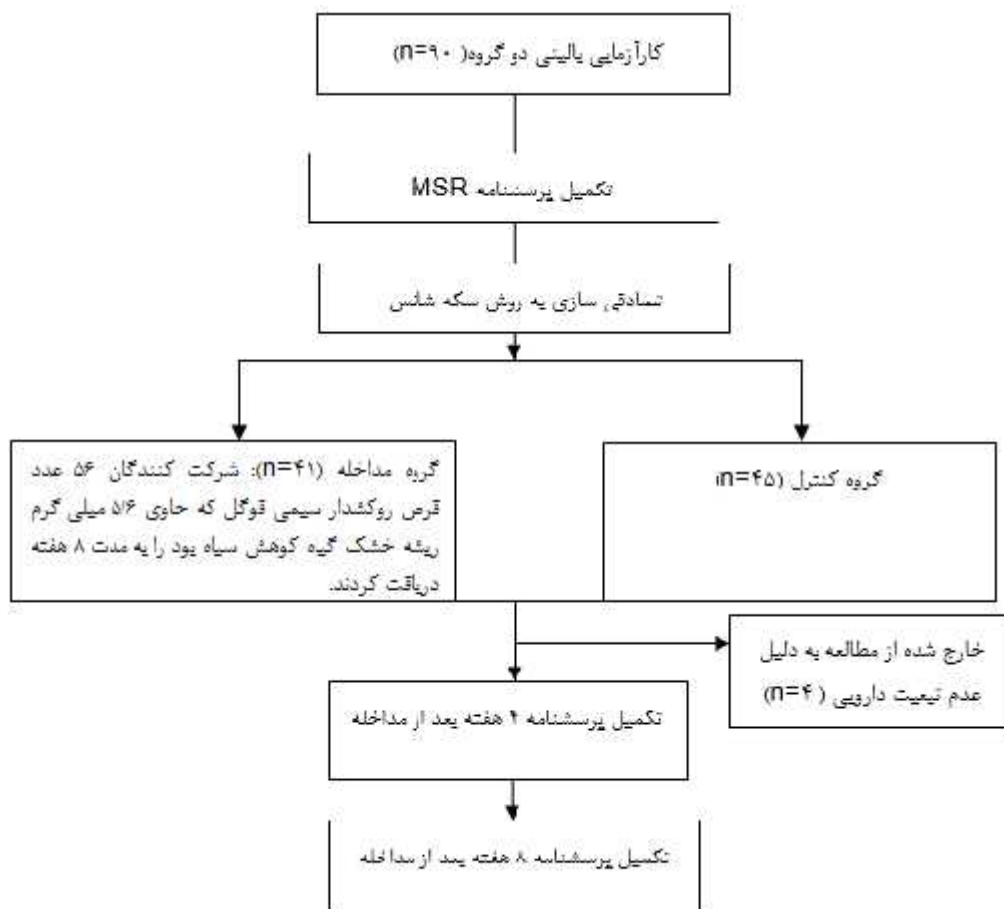 کارآزمایی بالینی دو گروه( n=۹۰)
تکمیل پرسشنامه MSR
تصادفی سازی به روش سکه شانس
گروه مداخله (n=۴۱): شرکت کنندگان ۵۶ عدد
قرص روکشدار سیمی فوگل که حاوی ۵/۶ میلی گرم
ریشه خشک گیاه کوهش سیاه بود را به مدت ۸ هفته
دریافت کردند.
گروه کنترل (n=۴۵
خارج شده از مطالعه به دلیل
عدم تبعیت دارویی ( n=۴)
تکمیل پرسشنامه ۴ هفته بعد از مداخله
تکمیل پرسشنامه ۸ هفته بعد از مداخله